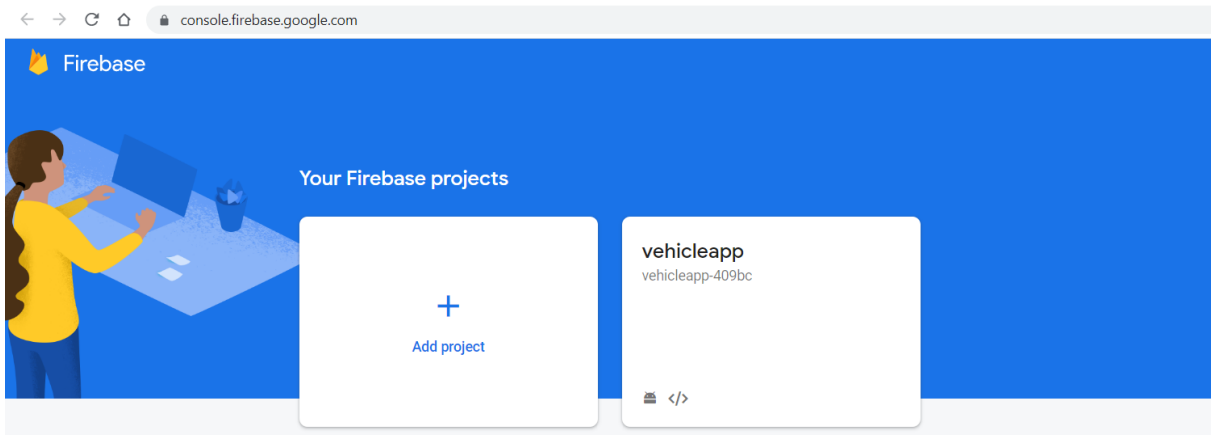 console.firebase.google.com
Firebase
Your Firebase projects
Add project
vehicleapp
vehicleapp-409bc